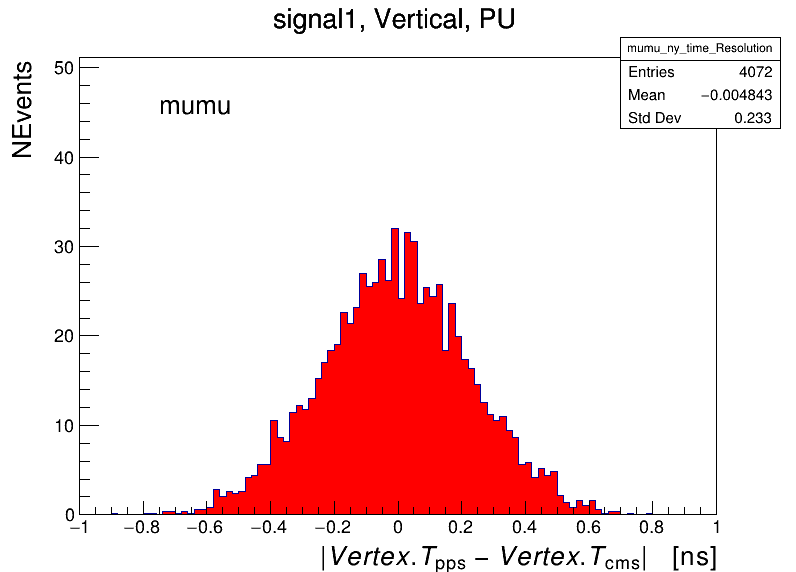 signal1, Vertical, PU
mumu_ny_time_Resolution
Entries 4072
Mean −0.004843
Std Dev 0.233
NEvents
mumu
50
40
30
20
10
0
−1 −0.8 −0.6 −0.4 −0.2 0 0.2 0.4 0.6 0.8 1
|Vertex.Tpps − Vertex.Tcms| [ns]